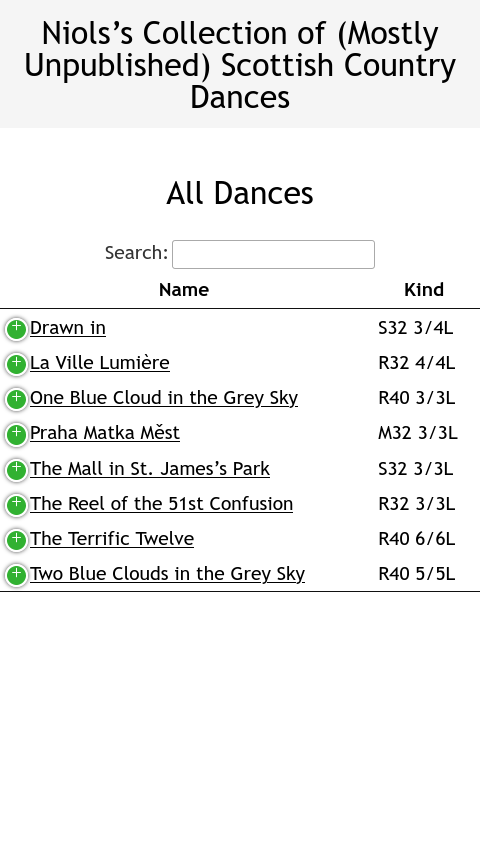 Niols’s Collection of (Mostly
Unpublished) Scottish Country
Dances
All Dances
Search:
Name Kind
Drawn in S32 3/4L
La Ville Lumière R32 4/4L
One Blue Cloud in the Grey Sky R40 3/3L
Praha Matka Měst M32 3/3L
The Mall in St. James’s Park S32 3/3L
The Reel of the 51st Confusion R32 3/3L
The Terrific Twelve R40 6/6L
Two Blue Clouds in the Grey Sky R40 5/5L